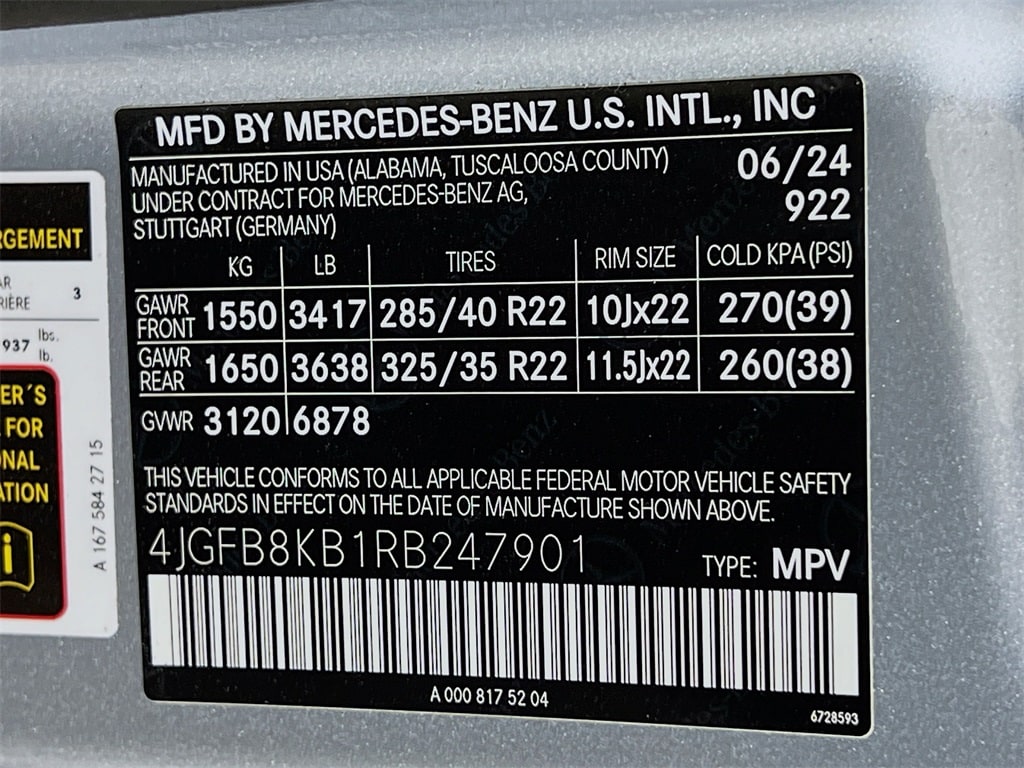 MFD BY MERCEDES-BENZ U.S. INTL., INC
MANUFACTURED IN USA (ALABAMA, TUSCALOOSA COUNTY)
UNDER CONTRACT FOR MERCEDES-BENZ AG,
STUTTGART (GERMANY)
06/24
922
KG LB TIRES RIM SIZE COLD KPA (PSI)
GAWR FRONT 1550 3417 285/40 R22 10Jx22 270(39)
GAWR REAR 1650 3638 325/35 R22 11.5Jx22 260(38)
GVWR 3120 6878
THIS VEHICLE CONFORMS TO ALL APPLICABLE FEDERAL MOTOR VEHICLE SAFETY
STANDARDS IN EFFECT ON THE DATE OF MANUFACTURE SHOWN ABOVE.
4JGFB8KB1RB247901 TYPE: MPV
A 000 817 52 04
6728593
RGEMENT
AR
RIÈRE 3
937 lbs.
lb.
ER´S
FOR
ONAL
ATION
i
A 167 584 27 15